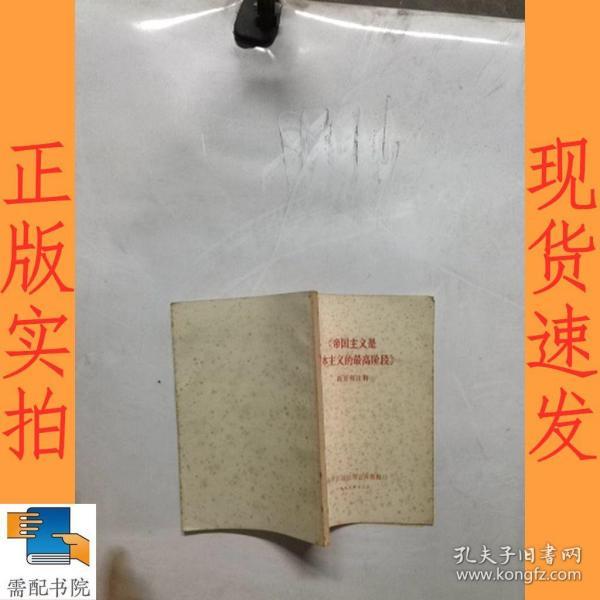 正版实拍
现货速发
《帝国主义是
本主义的最高阶段》
孔夫子旧书网
www.kongfz.com
需配书院